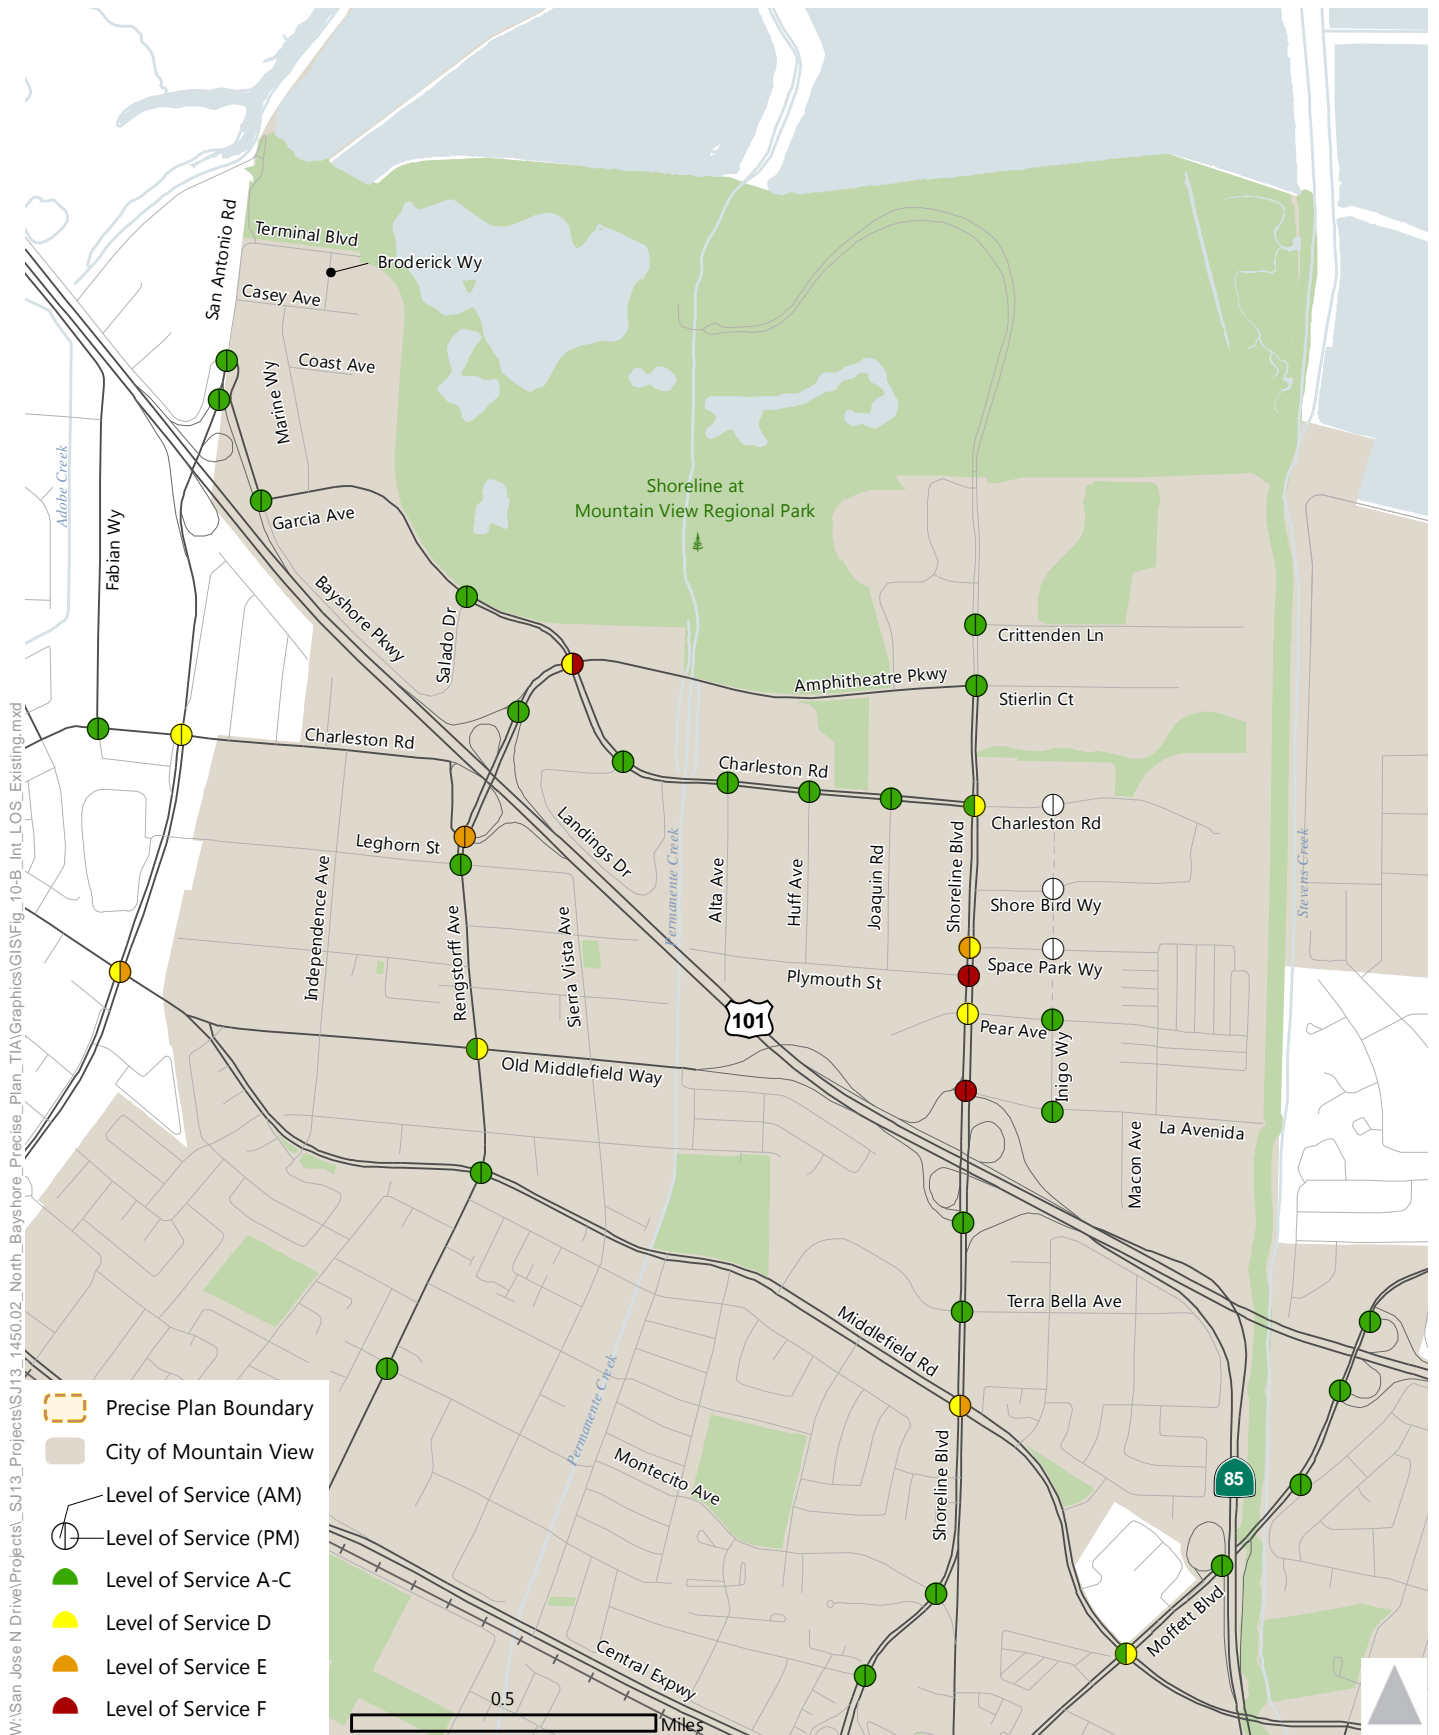 San Antonio Rd
Terminal Blvd
Broderick Wy
Casey Ave
Coast Ave
Marine Wy
Adobe Creek
Fabian Wy
Garcia Ave
Shoreline at
Mountain View Regional Park
Bayshore Pkwy
Salado Dr
Crittenden Ln
Amphitheatre Pkwy
Stierlin Ct
Charleston Rd
Charleston Rd
Charleston Rd
Landings Dr
Leghorn St
Independence Ave
Rengstorff Ave
Sierra Vista Ave
Permanente Creek
Alta Ave
Huff Ave
Joaquin Rd
Shoreline Blvd
Shore Bird Wy
Stevens Creek
Space Park Wy
Plymouth St
101
Pear Ave
Inigo Wy
Old Middlefield Way
La Avenida
Macon Ave
Terra Bella Ave
Middlefield Rd
Permanente Creek
Montecito Ave
Shoreline Blvd
85
Moffett Blvd
Central Expwy
Precise Plan Boundary
City of Mountain View
Level of Service (AM)
Level of Service (PM)
Level of Service A-C
Level of Service D
Level of Service E
Level of Service F
0.5
Miles
W:\San Jose N Drive\Projects\_SJ13_Projects\SJ13_1450.02_North_Bayshore_Precise_Plan_TIA\Graphics\GIS\Fig_10-B_Int_LOS_Existing.mxd